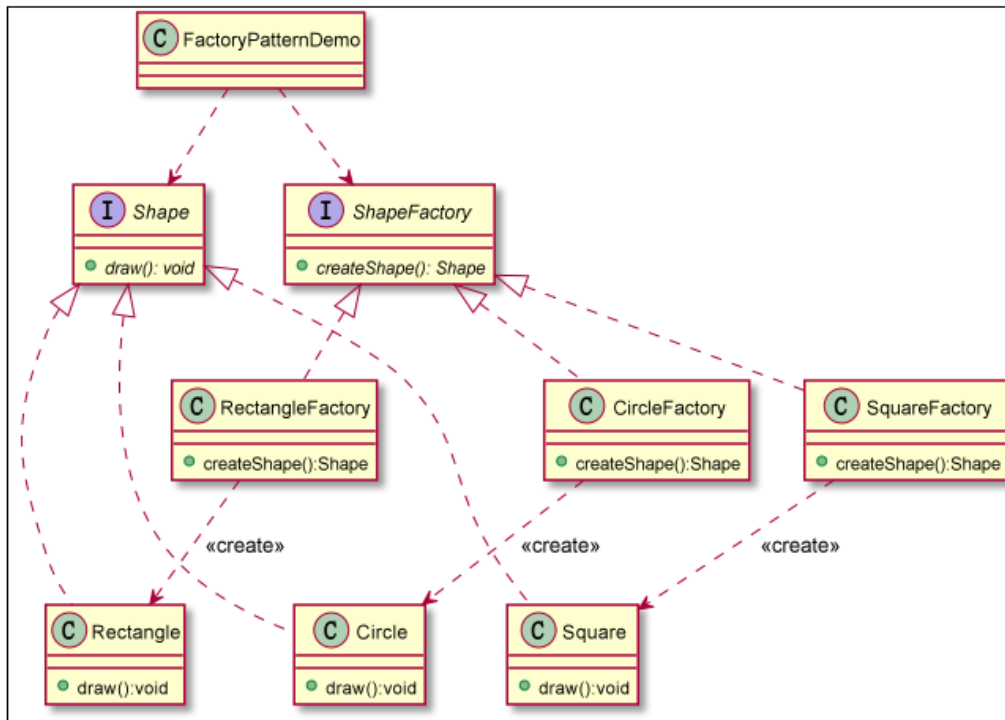 C FactoryPatternDemo
I Shape
draw(): void
I ShapeFactory
createShape(): Shape
C RectangleFactory
createShape():Shape
C CircleFactory
createShape():Shape
C SquareFactory
createShape():Shape
«create»
«create»
«create»
C Rectangle
draw():void
C Circle
draw():void
C Square
draw():void